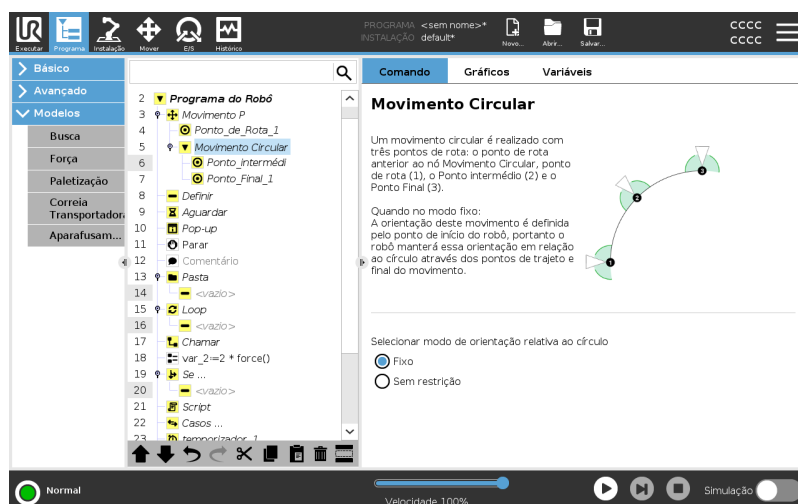 UR
Executar
Programa
Instalação
Mover
E/S
Histórico
PROGRAMA <sem nome>*
INSTALAÇÃO default*
Novo...
Abrir...
Salvar...
CCCC
CCCC
Básico
Avançado
Modelos
Busca
Força
Paletização
Correia
Transportador
Aparafusam...
2 Programa do Robô
3 Movimento P
4 Ponto_de_Rota_1
5 Movimento Circular
6 Ponto_intermédi
7 Ponto_Final_1
8 Definir
9 Aguardar
10 Pop-up
11 Parar
12 Comentário
13 Pasta
14 <vazio>
15 Loop
16 <vazio>
17 Chamar
18 var_2:=2 * force()
19 Se ...
20 <vazio>
21 Script
22 Casos ...
23 temporizador_1
Comando
Gráficos
Variáveis
Movimento Circular
Um movimento circular é realizado com
três pontos de rota: o ponto de rota
anterior ao nó Movimento Circular, ponto
de rota (1), o Ponto intermédio (2) e o
Ponto Final (3).
Quando no modo fixo:
A orientação deste movimento é definida
pelo ponto de início do robô, portanto o
robô manterá essa orientação em relação
ao círculo através dos pontos de trajeto e
final do movimento.
1
2
3
Selecionar modo de orientação relativa ao círculo
Fixo
Sem restrição
Normal
Velocidade 100%
Simulação